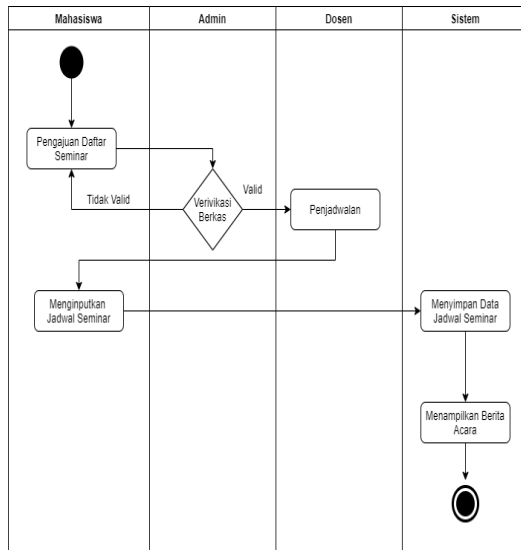 Mahasiswa
Admin
Dosen
Sistem
Pengajuan Daftar
Seminar
Tidak Valid
Verivikasi
Berkas
Valid
Penjadwalan
Menginputkan
Jadwal Seminar
Menyimpan Data
Jadwal Seminar
Menampilkan Berita
Acara